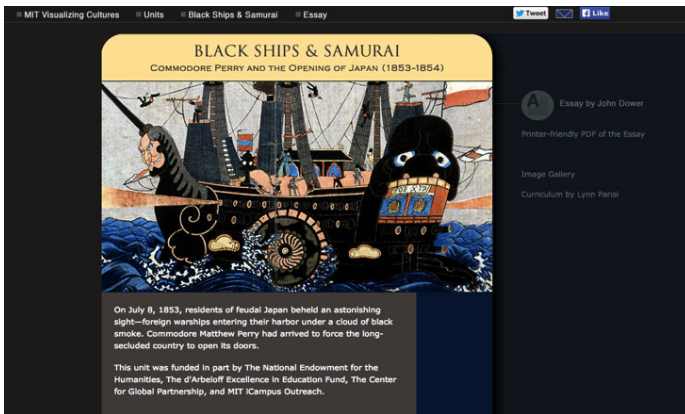 MIT Visualizing Cultures Units Black Ships & Samurai Essay Tweet Like
BLACK SHIPS & SAMURAI
COMMODORE PERRY AND THE OPENING OF JAPAN (1853-1854)
A Essay by John Dower
Printer-friendly PDF of the Essay
Image Gallery
Curriculum by Lynn Parisi
On July 8, 1853, residents of feudal Japan beheld an astonishing
sight—foreign warships entering their harbor under a cloud of black
smoke. Commodore Matthew Perry had arrived to force the long-
secluded country to open its doors.
This unit was funded in part by The National Endowment for the
Humanities, The d'Arbeloff Excellence in Education Fund, The Center
for Global Partnership, and MIT iCampus Outreach.